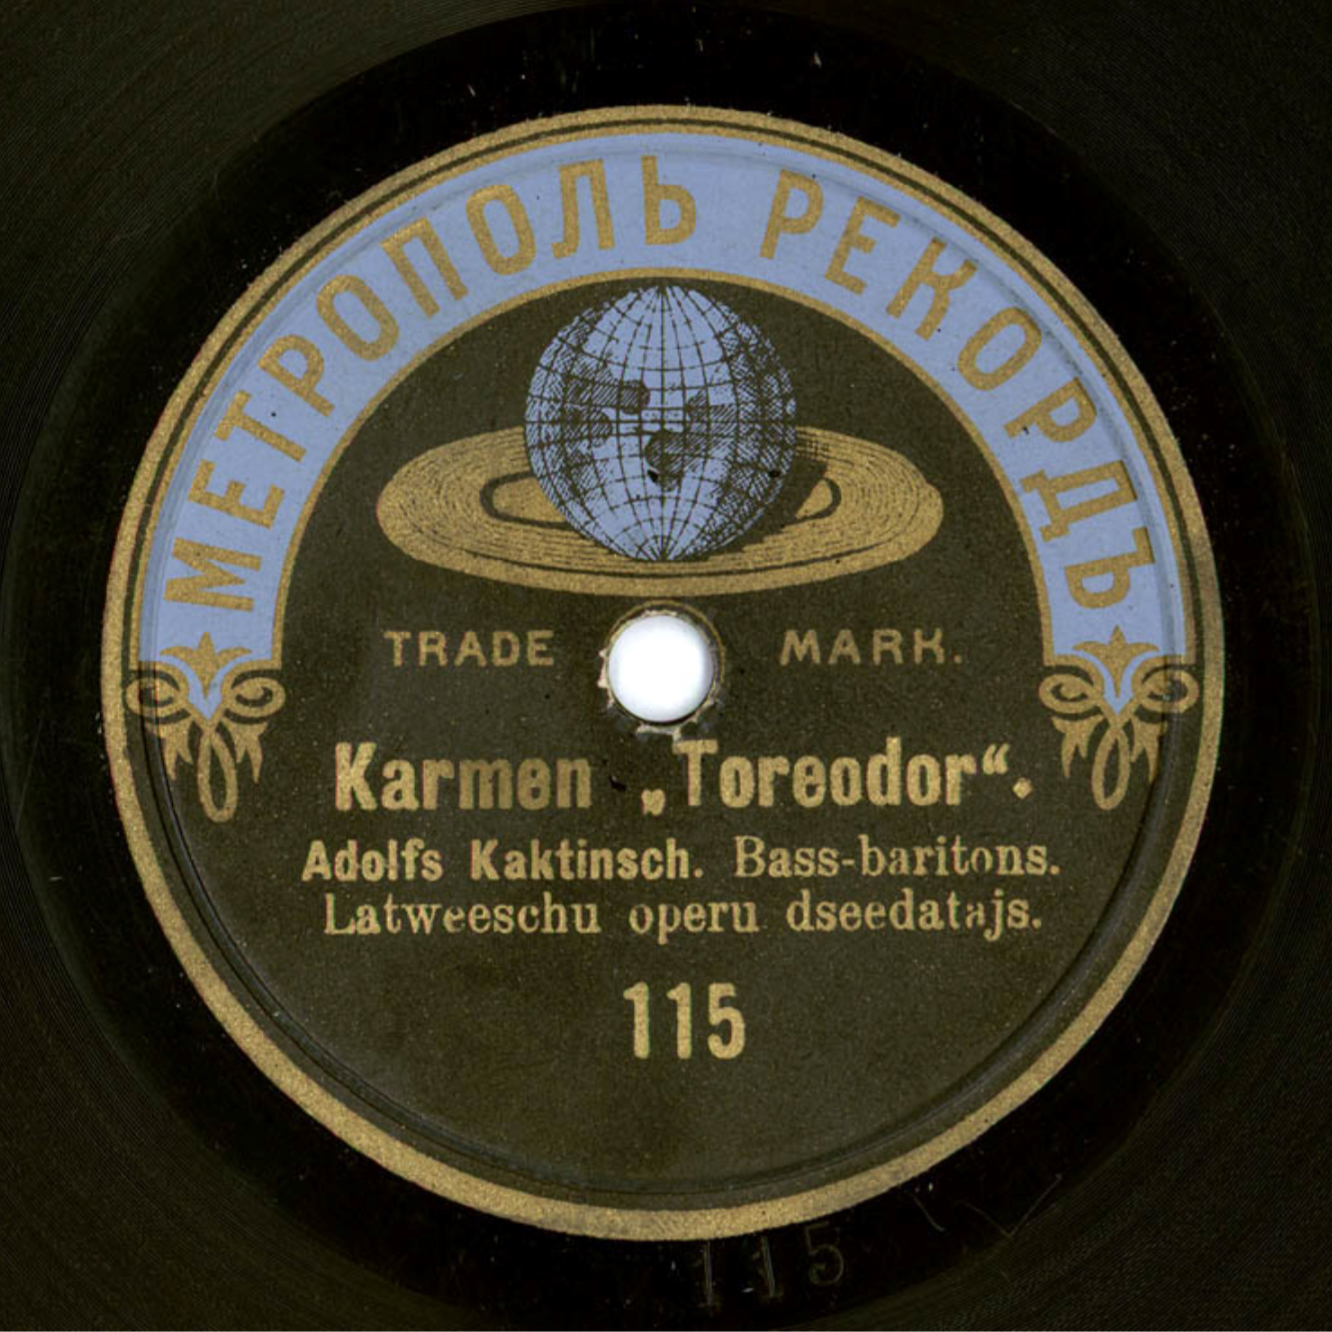 МЕТРОПОЛЬ РЕКОРДЪ
TRADE MARK.
Karmen „Toreodor“.
Adolfs Kaktinsch. Bass-baritons.
Latweeschu operu dseedatajs.
115
115